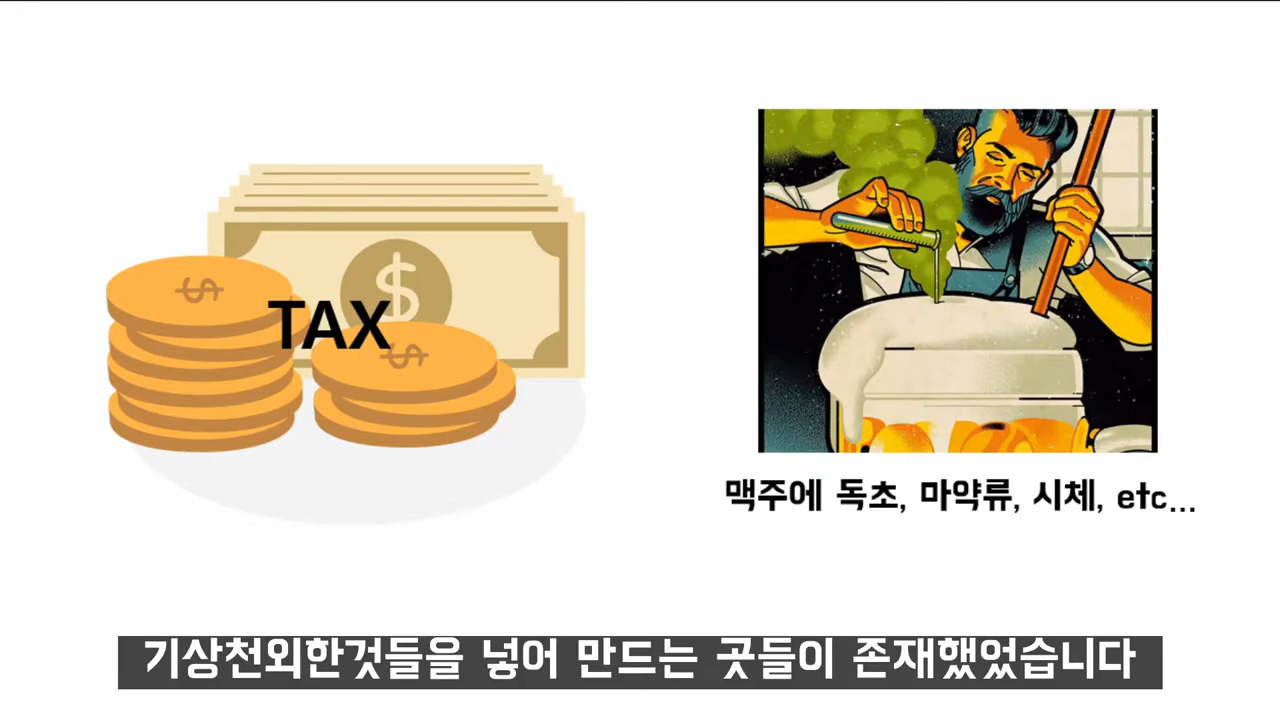 TAX
맥주에 독초, 마약류, 시체, etc...
기상천외한것들을 넣어 만드는 곳들이 존재했었습니다